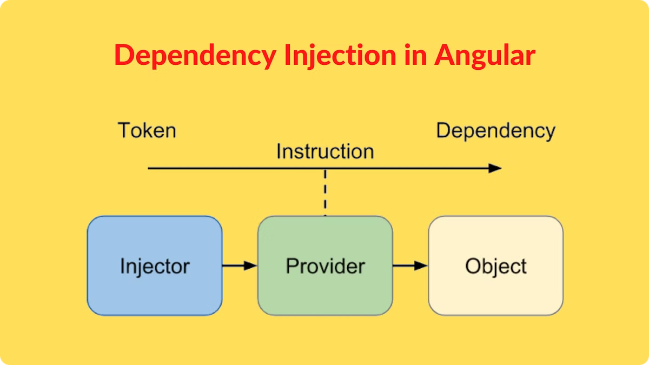 Dependency Injection in Angular
Token
Dependency
Instruction
Injector
Provider
Object